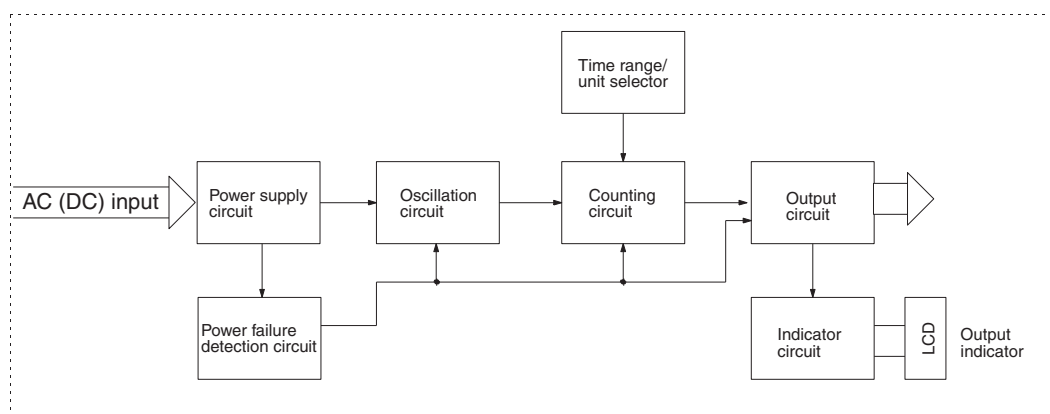 Time range/
unit selector
AC (DC) input
Power supply
circuit
Oscillation
circuit
Counting
circuit
Output
circuit
Power failure
detection circuit
Indicator
circuit
LCD
Output
indicator